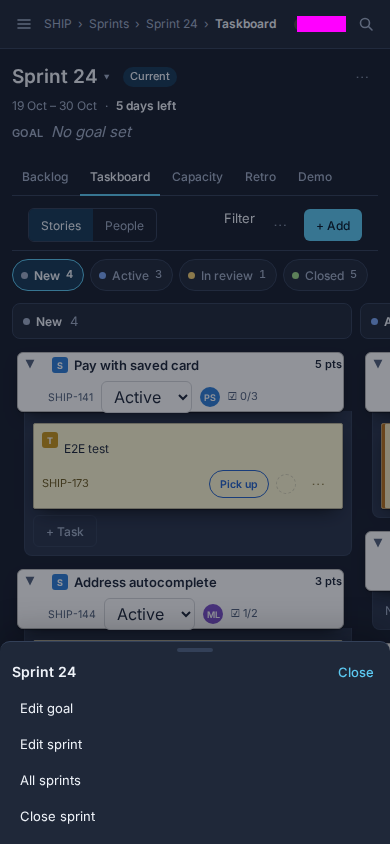 SHIP › Sprints › Sprint 24 › Taskboard
Sprint 24 ▾ Current ...
19 Oct – 30 Oct · 5 days left
GOAL No goal set
Backlog Taskboard Capacity Retro Demo
Stories People Filter ... + Add
New 4 Active 3 In review 1 Closed 5
New 4 A
▼ S Pay with saved card 5 pts
SHIP-141 Active PS ☑ 0/3
T E2E test
SHIP-173 Pick up ...
+ Task
▼ S Address autocomplete 3 pts
SHIP-144 Active ML ☑ 1/2
Sprint 24 Close
Edit goal
Edit sprint
All sprints
Close sprint